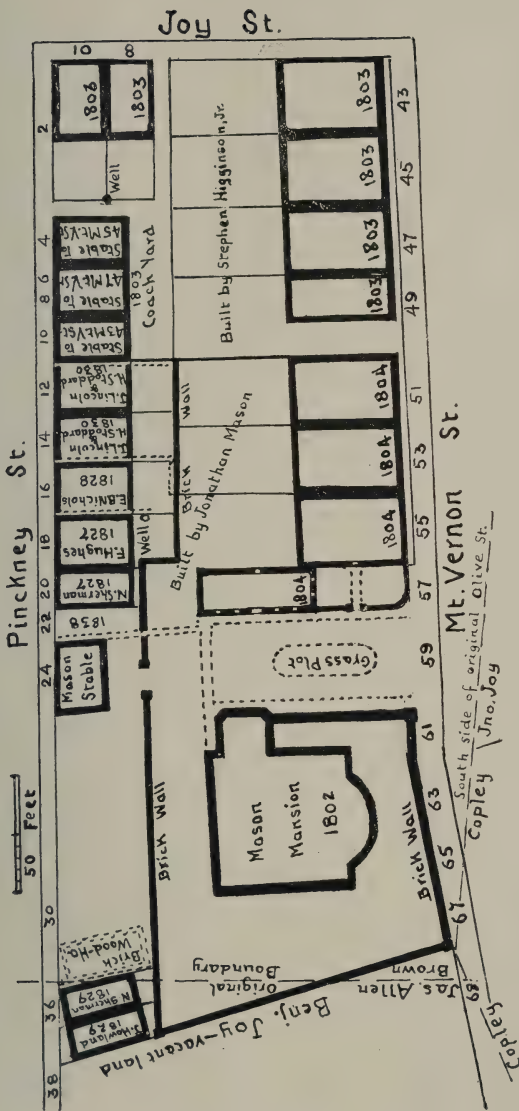 Joy St.
10 8
1803
1803
2
Well
4
Stable To
45 Mt.V.St
6
8
Stable To
47 Mt.V.St
10
Stable To
43 Mt.V.St
1803
Coach Yard
12
J.Lincoln
&
H.Stoddard
1830
14
J.Lincoln
&
H.Stoddard
1830
16
E.B.Nichols
1828
18
F.Hughes
1827
20
N.Sherman
1827
22
1838
24
Mason
Stable
Pinckney St.
50 Feet
30
Brick
Wood-Ho
36
N.Sherman
1829
S.Howland
1829
38
Built by Stephen Higginson, Jr.
1803
43
1803
45
1803
47
1803
49
Brick Wall
Well
Built by Jonathan Mason
1804
51
1804
53
1804
55
1804
57
Mt. Vernon St.
Grass Plot
59
61
63
65
67
69
South side of original Olive St.
Copley
Jno. Joy
Mason
Mansion
1802
Brick Wall
Brick Wall
Original
Boundary
Jas. Allen
Brown
Benj. Joy-vacant land
Copley